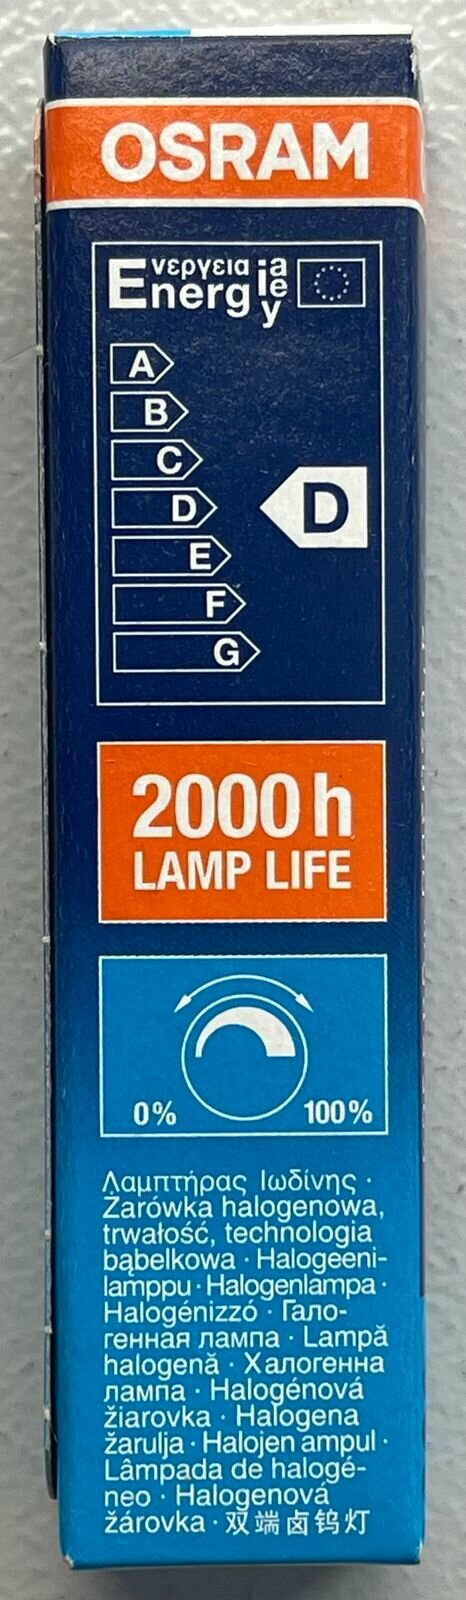 OSRAM
Ενεργεια
Energ ia
ie
y
A
B
C
D
D
E
F
G
2000 h
LAMP LIFE
0% 100%
Λαμπτήρας Ιωδίνης ·
Żarówka halogenowa,
trwałość, technologia
bąbelkowa · Halogeeni-
lamppu · Halogenlampa ·
Halogénizzó · Гало-
генная лампа · Lampă
halogenă · Халогенна
лампа · Halogénová
žiarovka · Halogena
žarulja · Halojen ampul ·
Lâmpada de halogé-
neo · Halogenová
žárovka · 双端卤钨灯